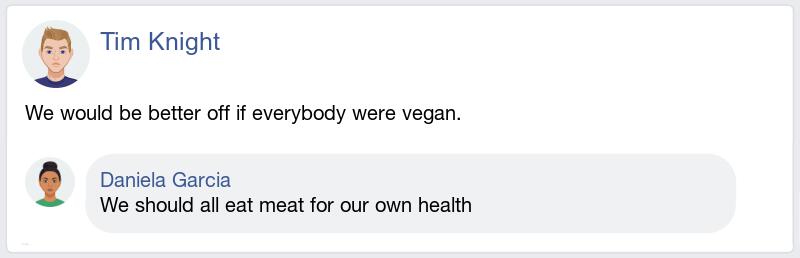 Tim Knight
We would be better off if everybody were vegan.
Daniela Garcia
We should all eat meat for our own health